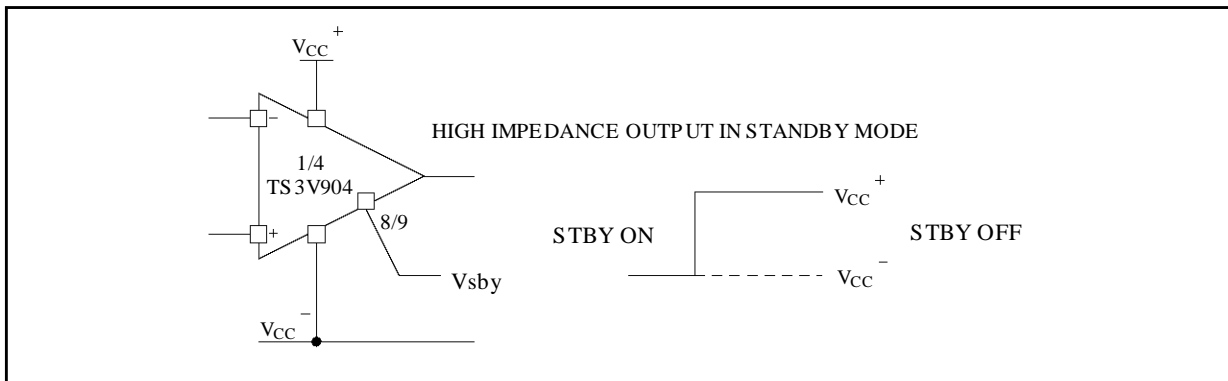 VCC+
−
HIGH IMPEDANCE OUTPUT IN STANDBY MODE
1/4
TS3V904
VCC+
+
8/9
STBY ON
STBY OFF
Vsby
VCC−
VCC−